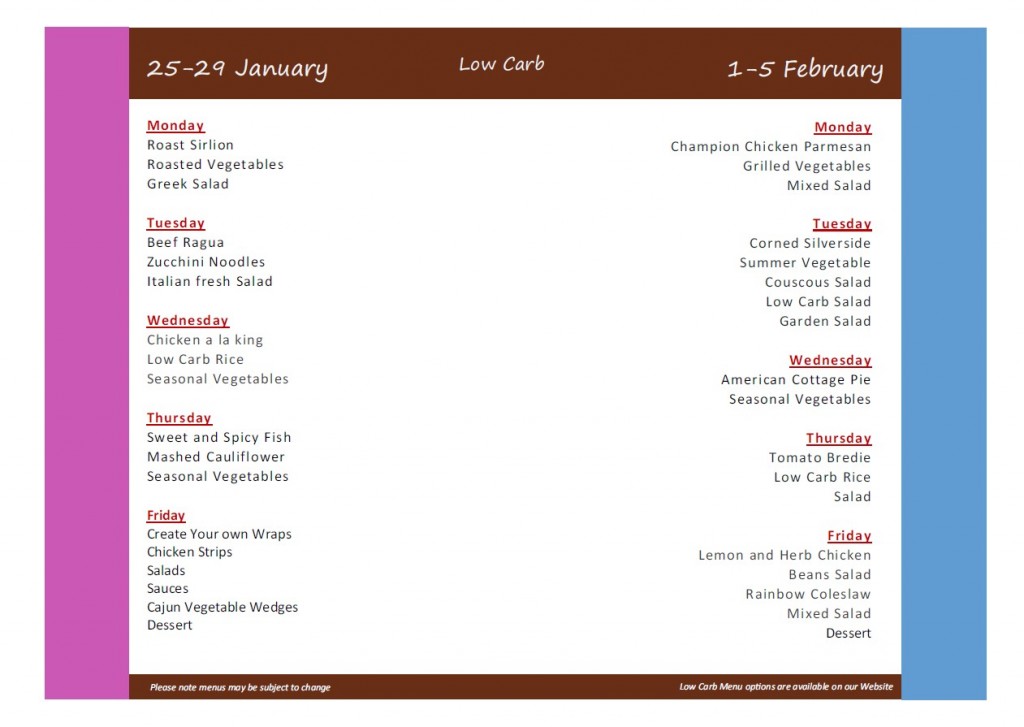 25-29 January
Low Carb
1-5 February
Monday
Roast Sirlion
Roasted Vegetables
Greek Salad
Tuesday
Beef Ragua
Zucchini Noodles
Italian fresh Salad
Wednesday
Chicken a la king
Low Carb Rice
Seasonal Vegetables
Thursday
Sweet and Spicy Fish
Mashed Cauliflower
Seasonal Vegetables
Friday
Create Your own Wraps
Chicken Strips
Salads
Sauces
Cajun Vegetable Wedges
Dessert
Monday
Champion Chicken Parmesan
Grilled Vegetables
Mixed Salad
Tuesday
Corned Silverside
Summer Vegetable
Couscous Salad
Low Carb Salad
Garden Salad
Wednesday
American Cottage Pie
Seasonal Vegetables
Thursday
Tomato Bredie
Low Carb Rice
Salad
Friday
Lemon and Herb Chicken
Beans Salad
Rainbow Coleslaw
Mixed Salad
Dessert
Please note menus may be subject to change
Low Carb Menu options are available on our Website